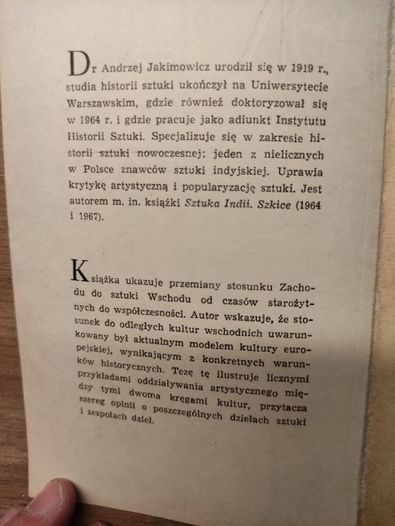 Dr Andrzej Jakimowicz urodził się w 1919 r.,
studia historii sztuki ukończył na Uniwersytecie
Warszawskim, gdzie również doktoryzował się
w 1964 r. i gdzie pracuje jako adiunkt Instytutu
Historii Sztuki. Specjalizuje się w zakresie hi-
storii sztuki nowoczesnej; jeden z nielicznych
w Polsce znawców sztuki indyjskiej. Uprawia
krytykę artystyczną i popularyzację sztuki. Jest
autorem m. in. książki Sztuka Indii. Szkice (1964
i 1967).
Książka ukazuje przemiany stosunku Zacho-
du do sztuki Wschodu od czasów starożyt-
nych do współczesności. Autor wskazuje, że sto-
sunek do odległych kultur wschodnich uwarun-
kowany był aktualnym modelem kultury euro-
pejskiej, wynikającym z konkretnych warun-
ków historycznych. Tezę tę ilustruje licznymi
przykładami oddziaływania artystycznego mię-
dzy tymi dwoma kręgami kultur, przytacza
szereg opinii o poszczególnych dziełach sztuki
i zespołach dzieł.